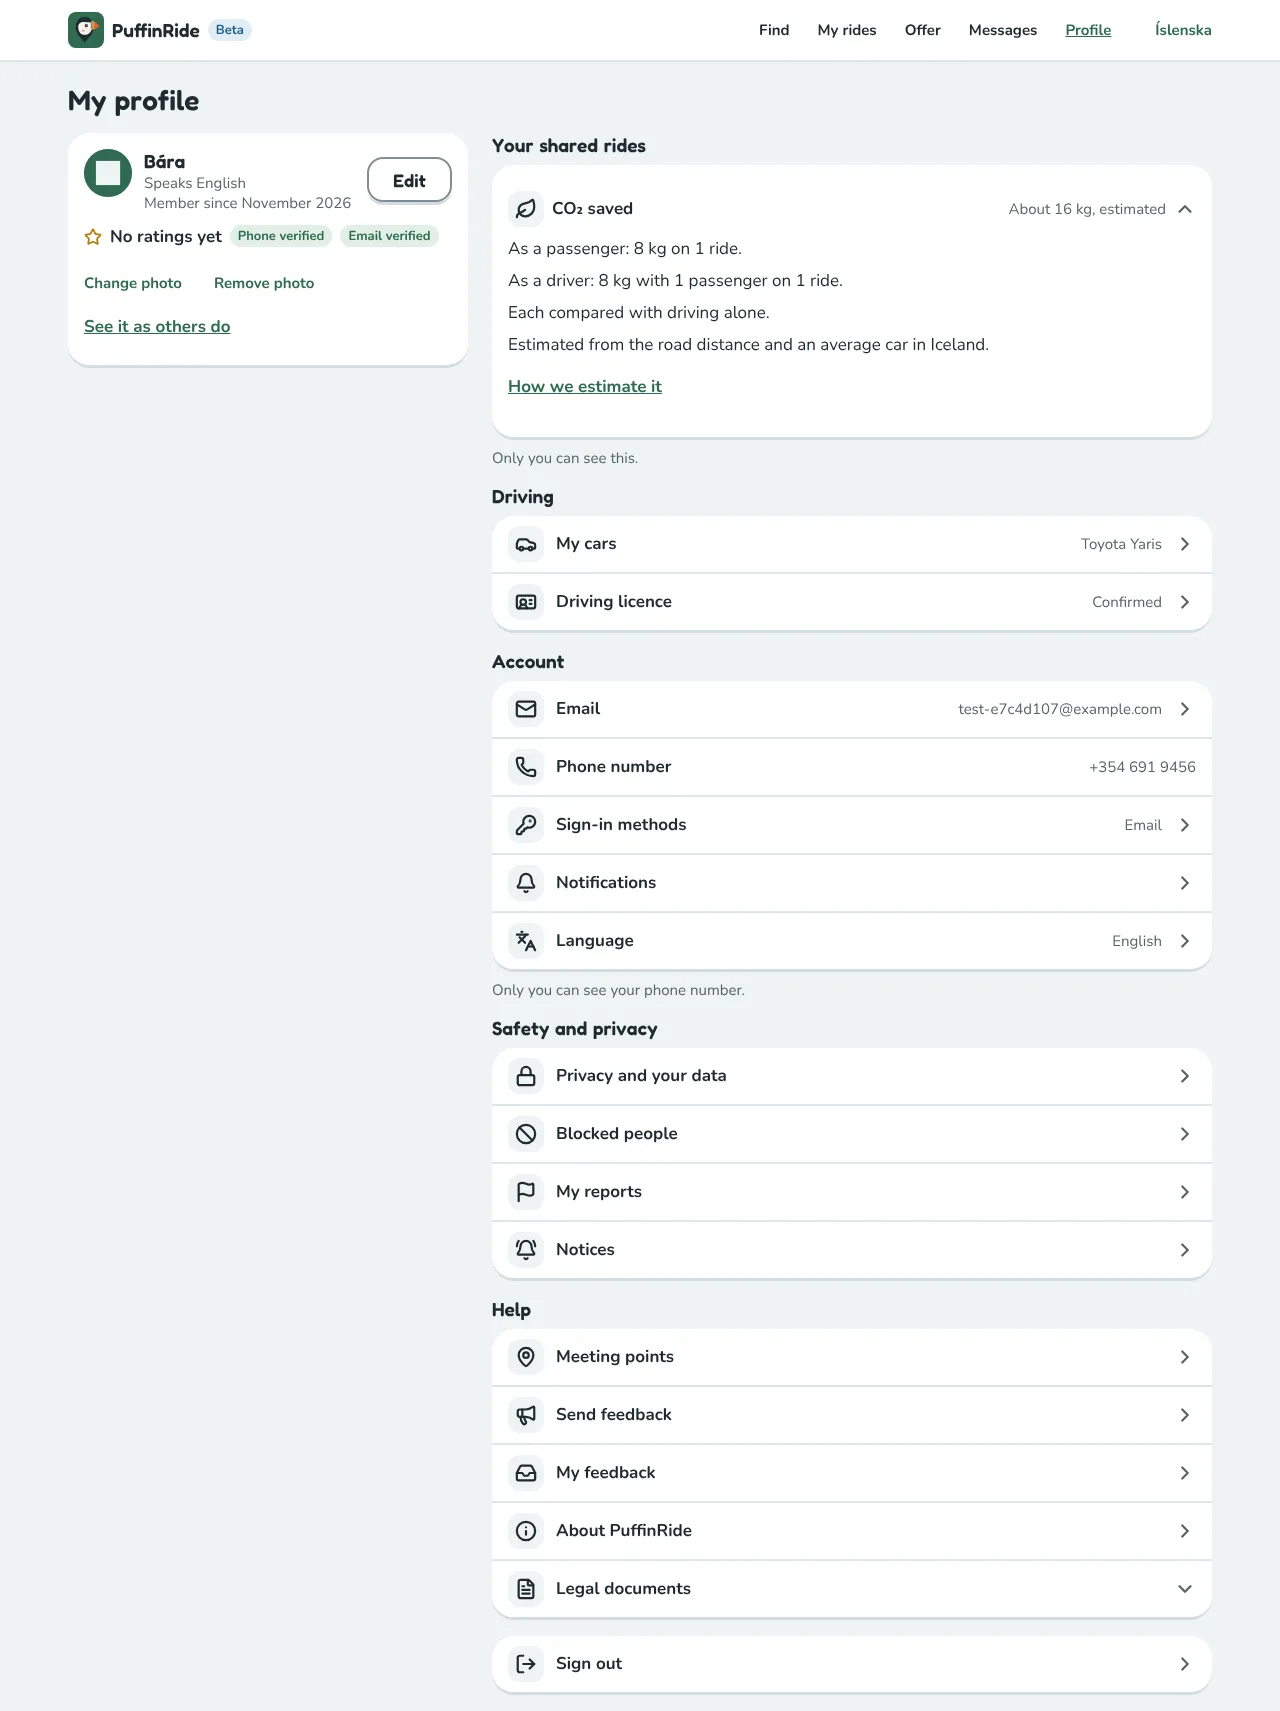 PuffinRide Beta
Find My rides Offer Messages Profile Íslenska
My profile
Bára
Speaks English
Member since November 2026
Edit
No ratings yet Phone verified Email verified
Change photo Remove photo
See it as others do
Your shared rides
CO₂ saved About 16 kg, estimated
As a passenger: 8 kg on 1 ride.
As a driver: 8 kg with 1 passenger on 1 ride.
Each compared with driving alone.
Estimated from the road distance and an average car in Iceland.
How we estimate it
Only you can see this.
Driving
My cars Toyota Yaris
Driving licence Confirmed
Account
Email test-e7c4d107@example.com
Phone number +354 691 9456
Sign-in methods Email
Notifications
Language English
Only you can see your phone number.
Safety and privacy
Privacy and your data
Blocked people
My reports
Notices
Help
Meeting points
Send feedback
My feedback
About PuffinRide
Legal documents
Sign out